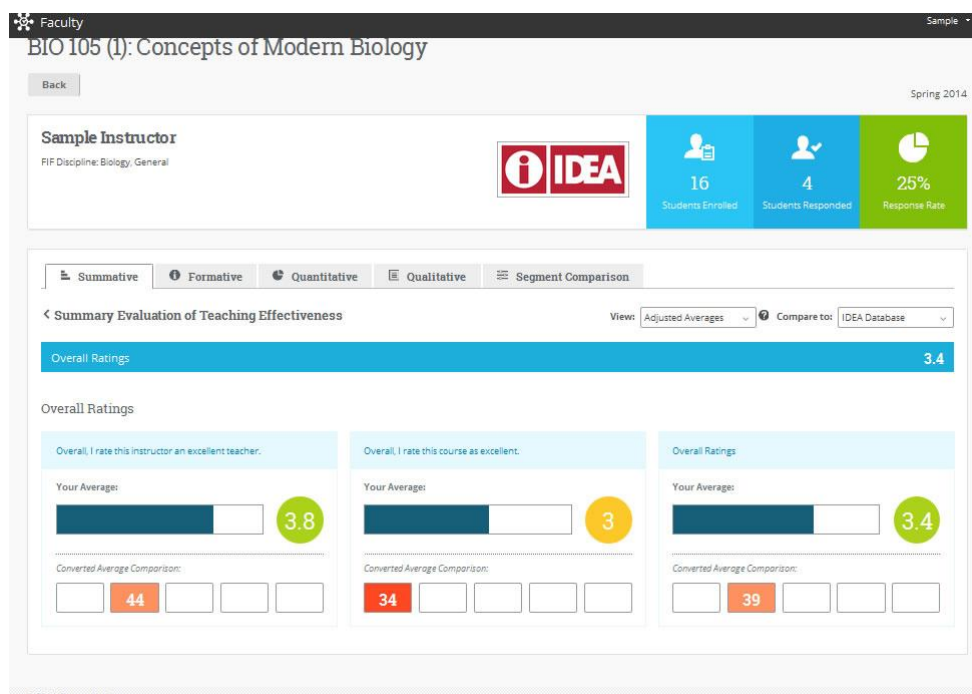 Faculty
Sample
BIO 105 (1): Concepts of Modern Biology
Back
Spring 2014
Sample Instructor
FIF Discipline: Biology, General
i IDEA
16
Students Enrolled
4
Students Responded
25%
Response Rate
Summative
Formative
Quantitative
Qualitative
Segment Comparison
< Summary Evaluation of Teaching Effectiveness
View: Adjusted Averages
Compare to: IDEA Database
Overall Ratings 3.4
Overall Ratings
Overall, I rate this instructor an excellent teacher.
Your Average:
3.8
Converted Average Comparison:
44
Overall, I rate this course as excellent.
Your Average:
3
Converted Average Comparison:
34
Overall Ratings
Your Average:
3.4
Converted Average Comparison:
39